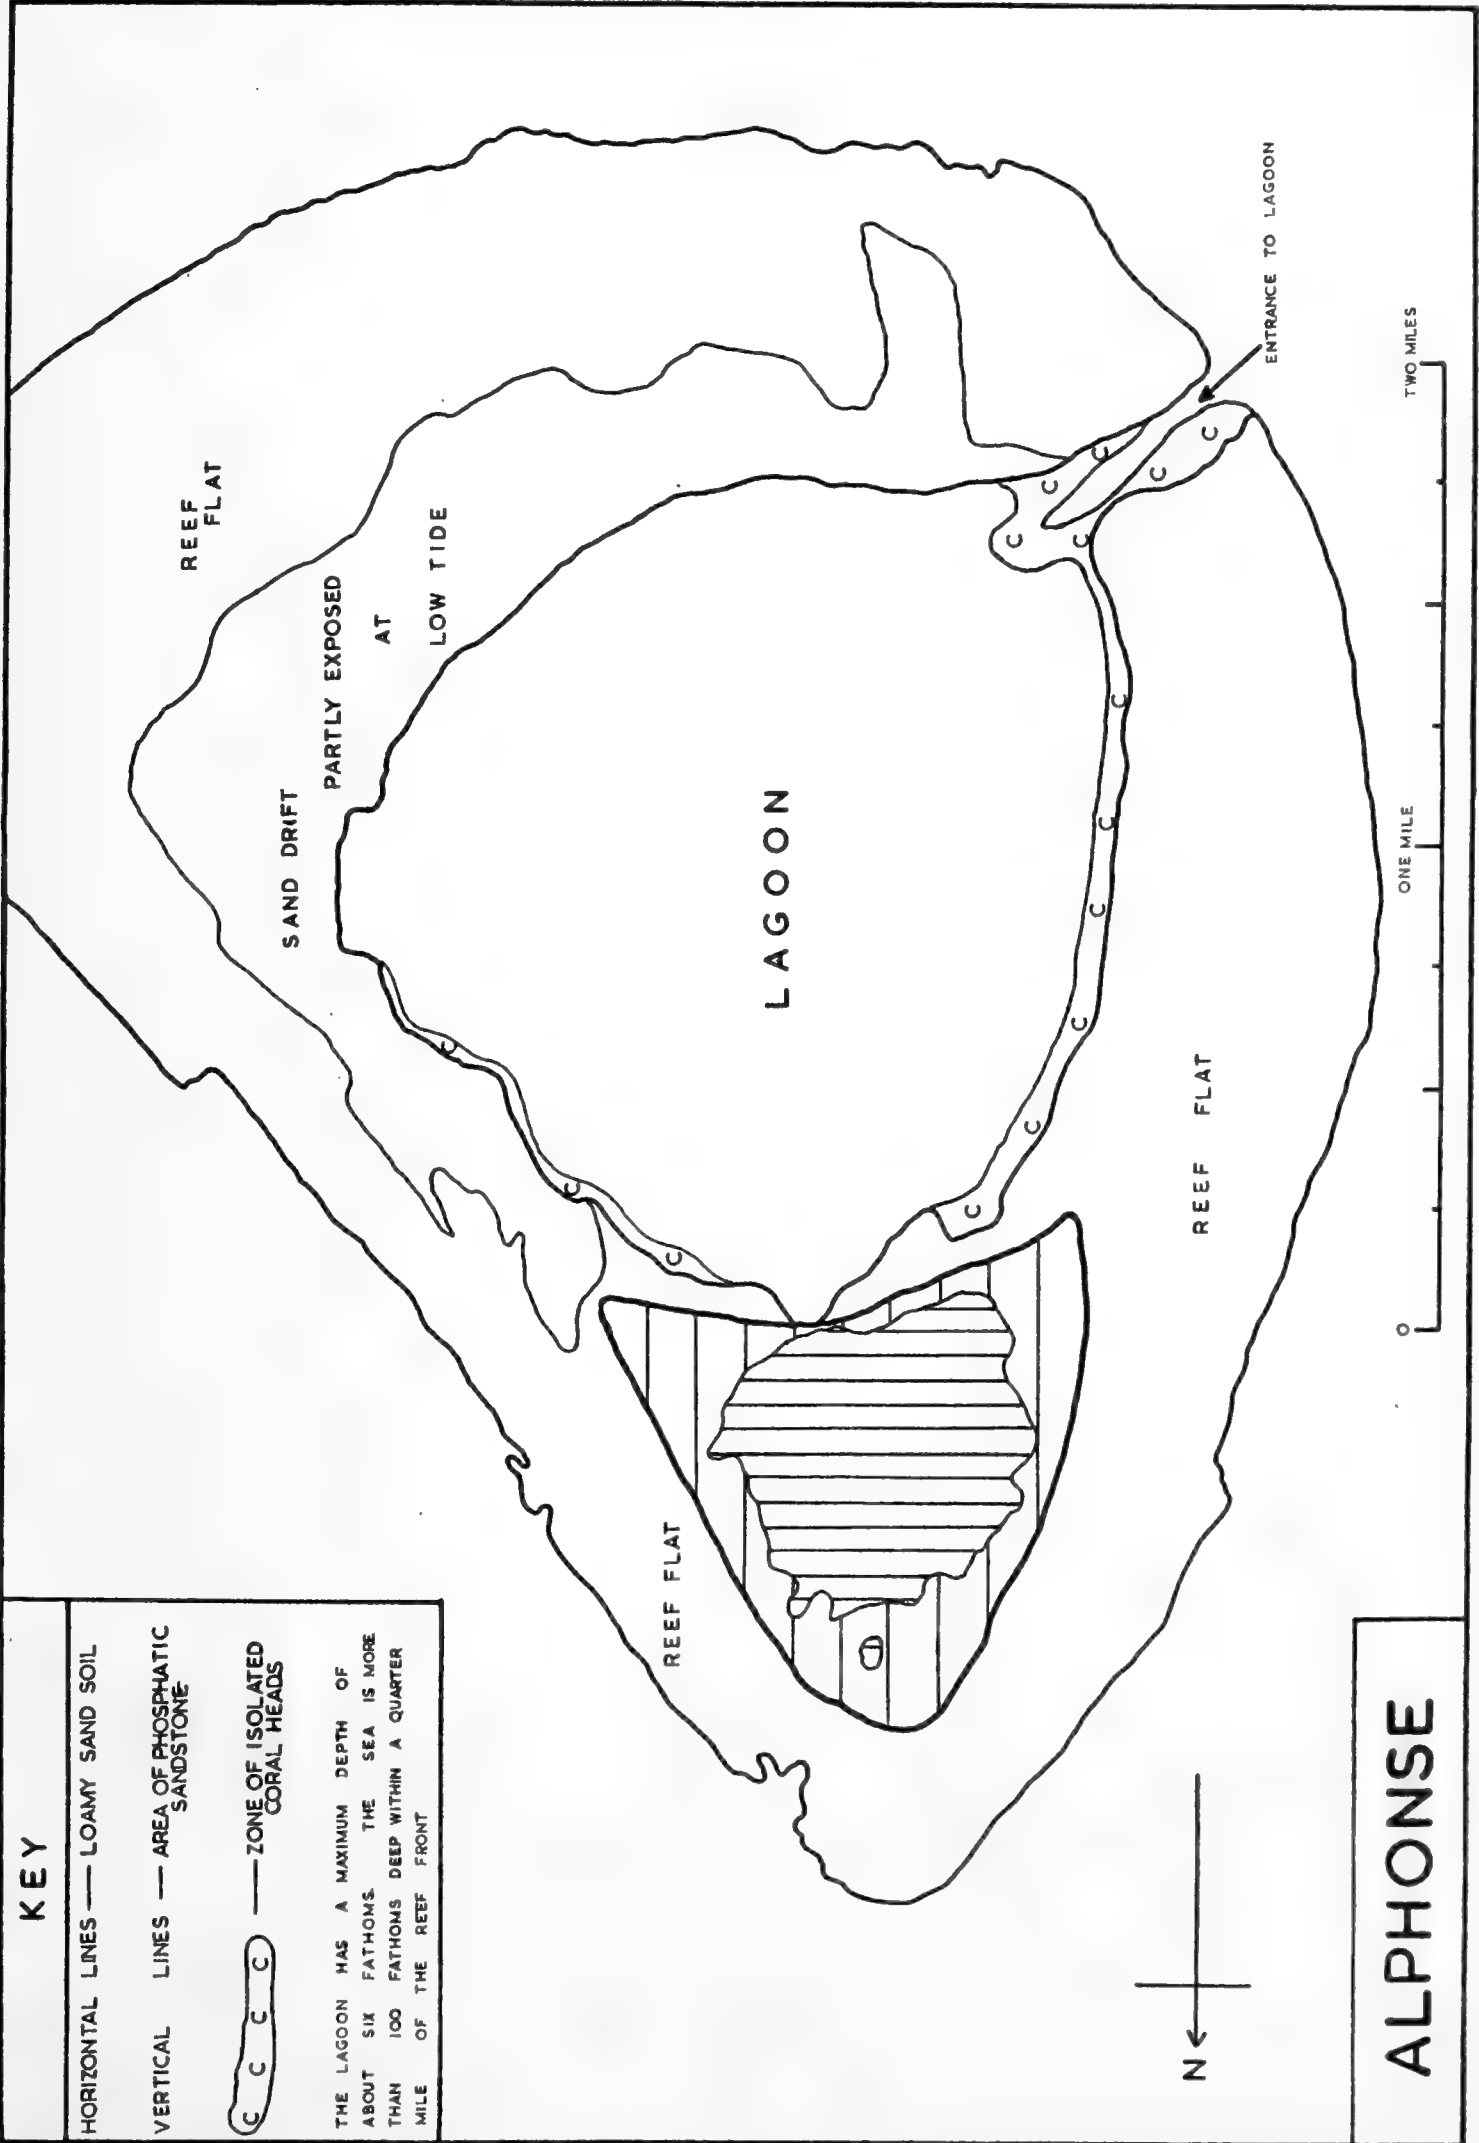 KEY
HORIZONTAL LINES — LOAMY SAND SOIL
VERTICAL LINES — AREA OF PHOSPHATIC
SANDSTONE
C C C C — ZONE OF ISOLATED
CORAL HEADS
THE LAGOON HAS A MAXIMUM DEPTH OF
ABOUT SIX FATHOMS. THE SEA IS MORE
THAN 100 FATHOMS DEEP WITHIN A QUARTER
MILE OF THE REEF FRONT
REEF
FLAT
SAND DRIFT
PARTLY EXPOSED
AT
LOW TIDE
C
C
C
LAGOON
REEF FLAT
C
C
C
C
C
C
C
C
C
C
C
C
REEF FLAT
ENTRANCE TO LAGOON
N
0
ONE MILE
TWO MILES
ALPHONSE